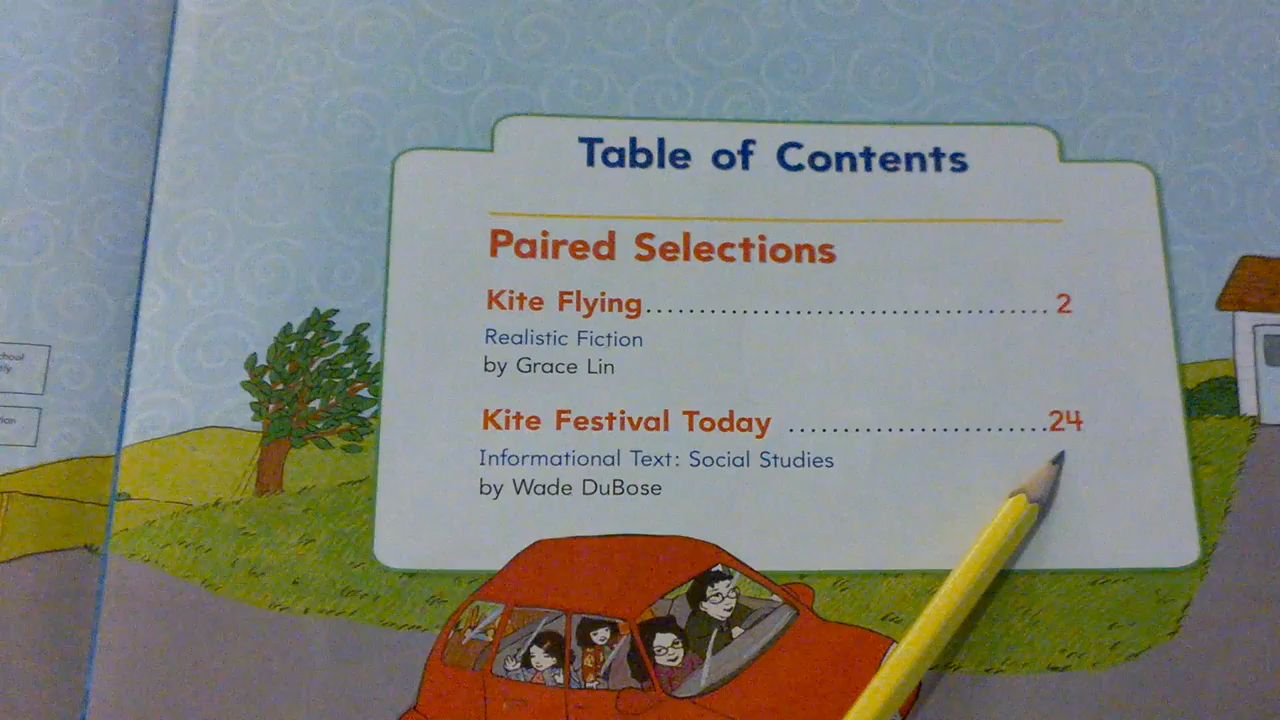 Table of Contents
Paired Selections
Kite Flying.......................................... 2
Realistic Fiction
by Grace Lin
Kite Festival Today ...........................24
Informational Text: Social Studies
by Wade DuBose